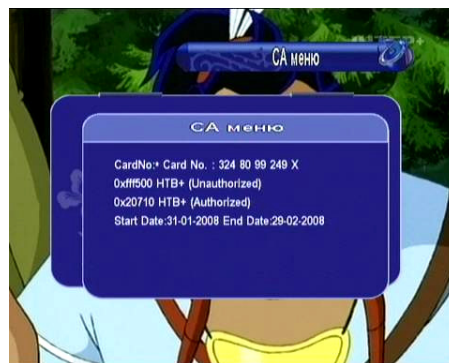 СА меню
СА меню
CardNo:* Card No. : 324 80 99 249 X
0xfff500 НТВ+ (Unauthorized)
0x20710 НТВ+ (Authorized)
Start Date:31-01-2008 End Date:29-02-2008